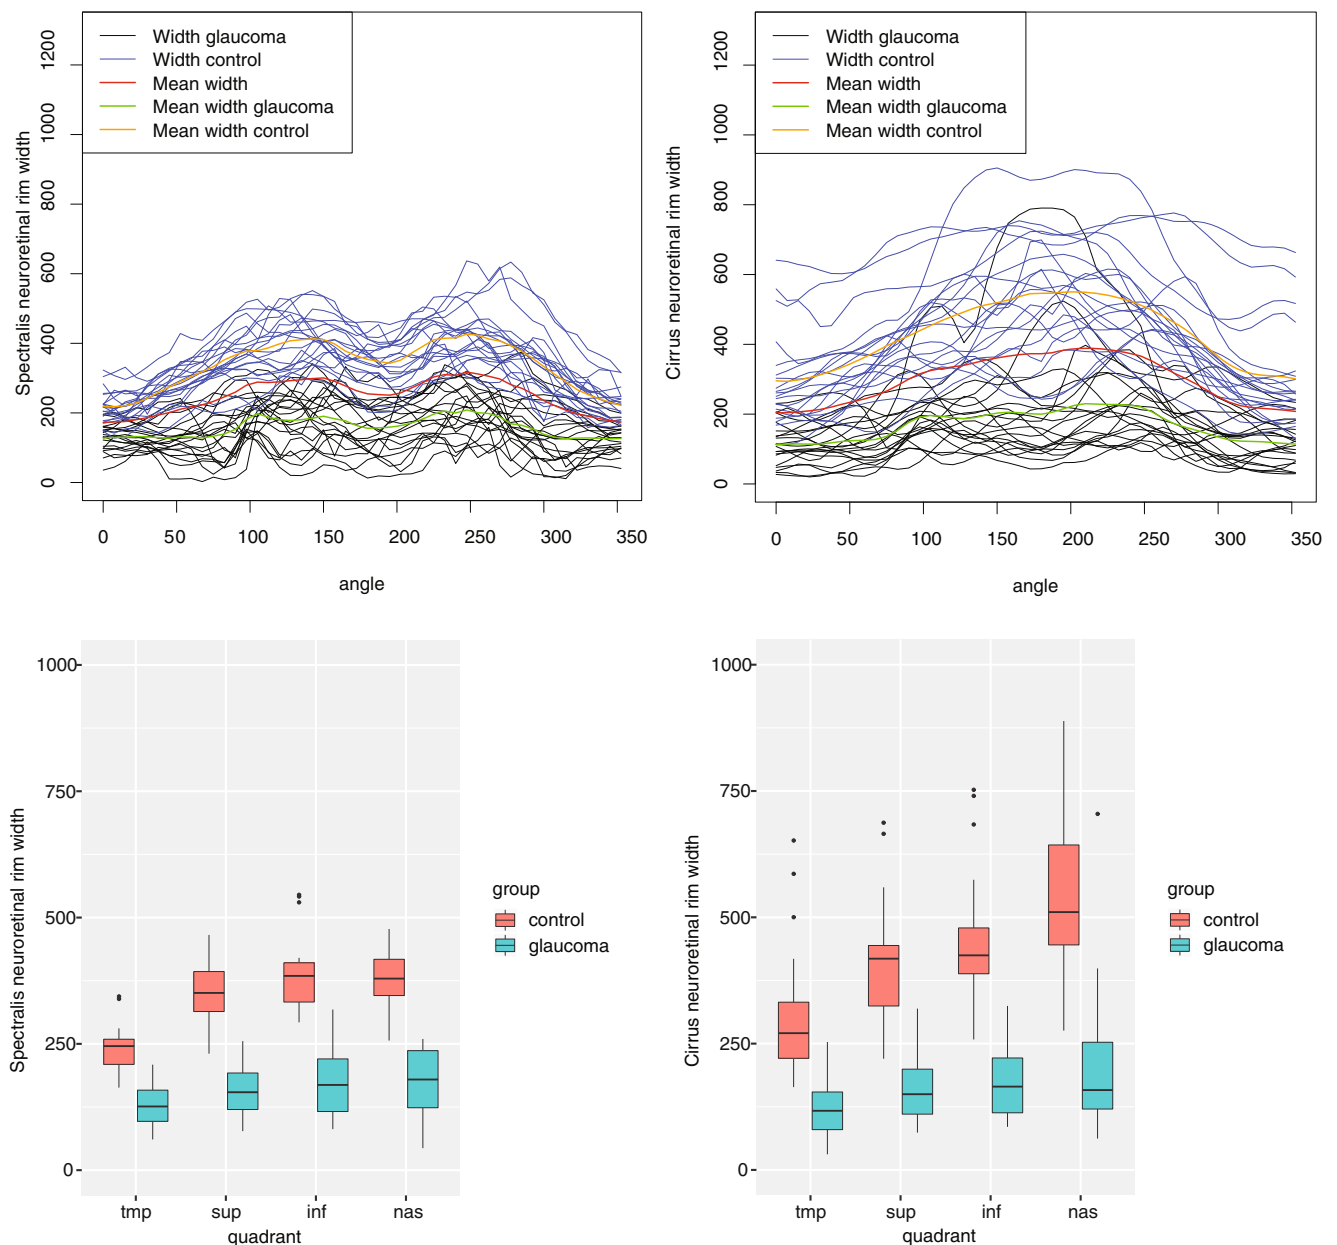 Width glaucoma
Width control
Mean width
Mean width glaucoma
Mean width control
Spectralis neuroretinal rim width
0
200
400
600
800
1000
1200
0
50
100
150
200
250
300
350
angle
Width glaucoma
Width control
Mean width
Mean width glaucoma
Mean width control
Cirrus neuroretinal rim width
0
200
400
600
800
1000
1200
0
50
100
150
200
250
300
350
angle
Spectralis neuroretinal rim width
1000
750
500
250
0
tmp
sup
inf
nas
quadrant
group
control
glaucoma
Cirrus neuroretinal rim width
1000
750
500
250
0
tmp
sup
inf
nas
quadrant
group
control
glaucoma